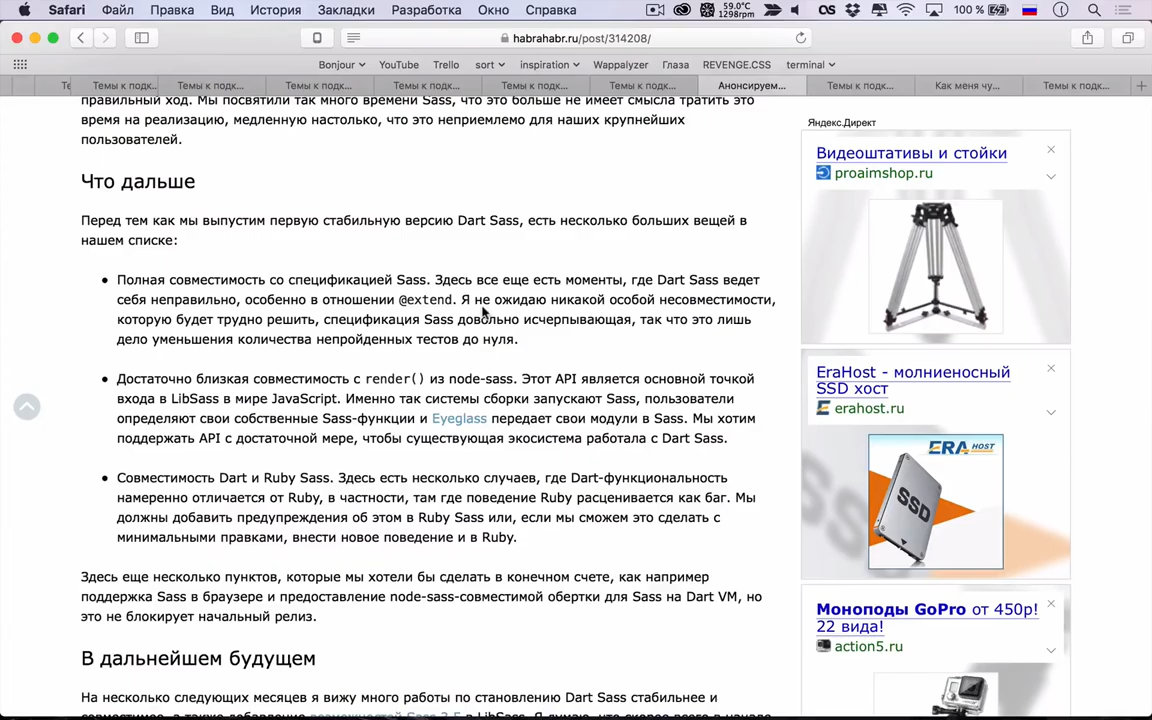 Safari Файл Правка Вид История Закладки Разработка Окно Справка 59.0°C 1298rpm 100 %
habrahabr.ru/post/314208/
Bonjour YouTube Trello sort inspiration Wappalyzer Глаза REVENGE.CSS terminal
Те Темы к подк... Темы к подк... Темы к подк... Темы к подк... Темы к подк... Темы к подк... Анонсируем... Темы к подк... Как меня чу... Темы к подк...
правильный ход. Мы посвятили так много времени Sass, что это больше не имеет смысла тратить это
время на реализацию, медленную настолько, что это неприемлемо для наших крупнейших
пользователей.
Что дальше
Перед тем как мы выпустим первую стабильную версию Dart Sass, есть несколько больших вещей в
нашем списке:
Полная совместимость со спецификацией Sass. Здесь все еще есть моменты, где Dart Sass ведет
себя неправильно, особенно в отношении @extend. Я не ожидаю никакой особой несовместимости,
которую будет трудно решить, спецификация Sass довольно исчерпывающая, так что это лишь
дело уменьшения количества непройденных тестов до нуля.
Достаточно близкая совместимость с render() из node-sass. Этот API является основной точкой
входа в LibSass в мире JavaScript. Именно так системы сборки запускают Sass, пользователи
определяют свои собственные Sass-функции и Eyeglass передает свои модули в Sass. Мы хотим
поддержать API с достаточной мере, чтобы существующая экосистема работала с Dart Sass.
Совместимость Dart и Ruby Sass. Здесь есть несколько случаев, где Dart-функциональность
намеренно отличается от Ruby, в частности, там где поведение Ruby расценивается как баг. Мы
должны добавить предупреждения об этом в Ruby Sass или, если мы сможем это сделать с
минимальными правками, внести новое поведение и в Ruby.
Здесь еще несколько пунктов, которые мы хотели бы сделать в конечном счете, как например
поддержка Sass в браузере и предоставление node-sass-совместимой обертки для Sass на Dart VM, но
это не блокирует начальный релиз.
В дальнейшем будущем
На несколько следующих месяцев я вижу много работы по становлению Dart Sass стабильнее и
совместимее, а также добавление возможностей Sass 3.5 в LibSass. Я думаю, что скорее всего в начале
Яндекс.Директ
Видеоштативы и стойки
proaimshop.ru
EraHost - молниеносный
SSD хост
erahost.ru
ERA HOST
SSD
Моноподы GoPro от 450р!
22 вида!
action5.ru